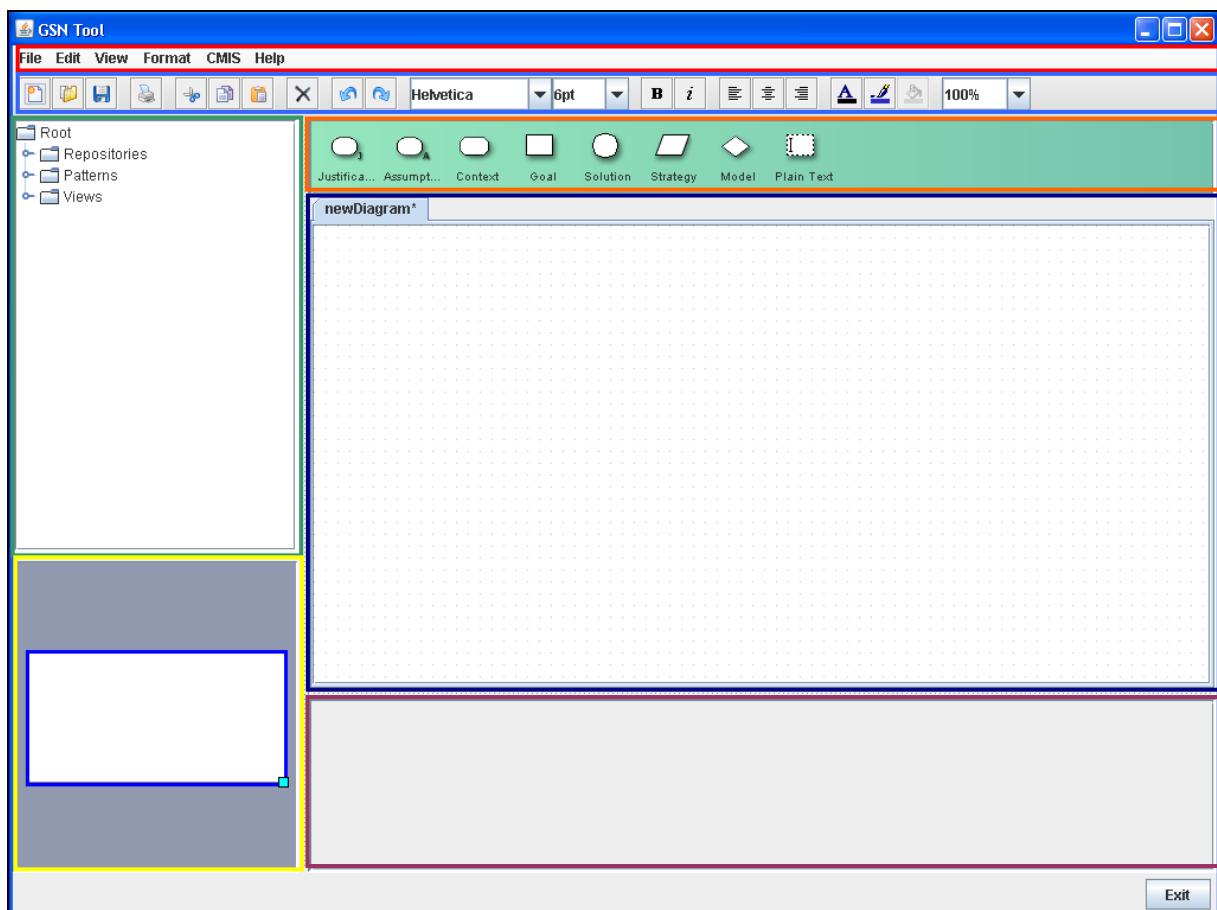 GSN Tool
File Edit View Format CMIS Help
Helvetica 6pt B i A 100%
Root
Repositories
Patterns
Views
J A I
Justifica... Assumpt... Context Goal Solution Strategy Model Plain Text
newDiagram*
Exit